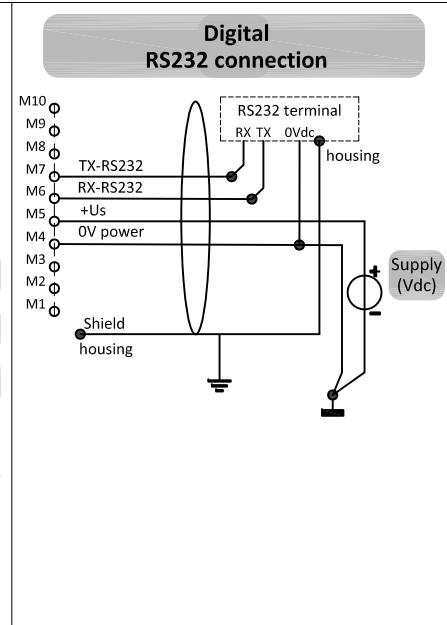 Digital
RS232 connection
M10
M9
M8
M7
M6
M5
M4
M3
M2
M1
RS232 terminal
RX TX 0Vdc
housing
TX-RS232
RX-RS232
+Us
0V power
Supply
(Vdc)
+
-
Shield
housing